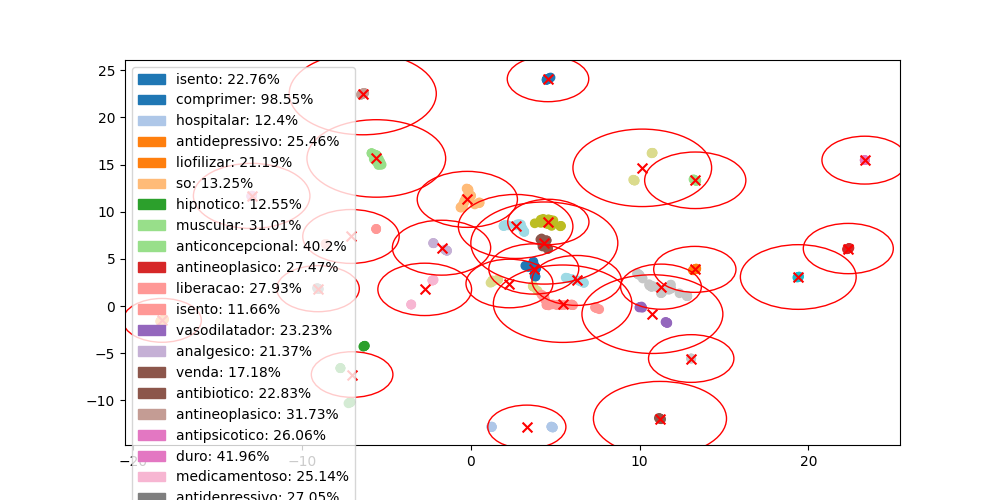 25
20
15
10
5
0
−5
−10
−20
−10
0
10
20
isento: 22.76%
comprimer: 98.55%
hospitalar: 12.4%
antidepressivo: 25.46%
liofilizar: 21.19%
so: 13.25%
hipnotico: 12.55%
muscular: 31.01%
anticoncepcional: 40.2%
antineoplasico: 27.47%
liberacao: 27.93%
isento: 11.66%
vasodilatador: 23.23%
analgesico: 21.37%
venda: 17.18%
antibiotico: 22.83%
antineoplasico: 31.73%
antipsicotico: 26.06%
duro: 41.96%
medicamentoso: 25.14%
antidepressivo: 27.05%